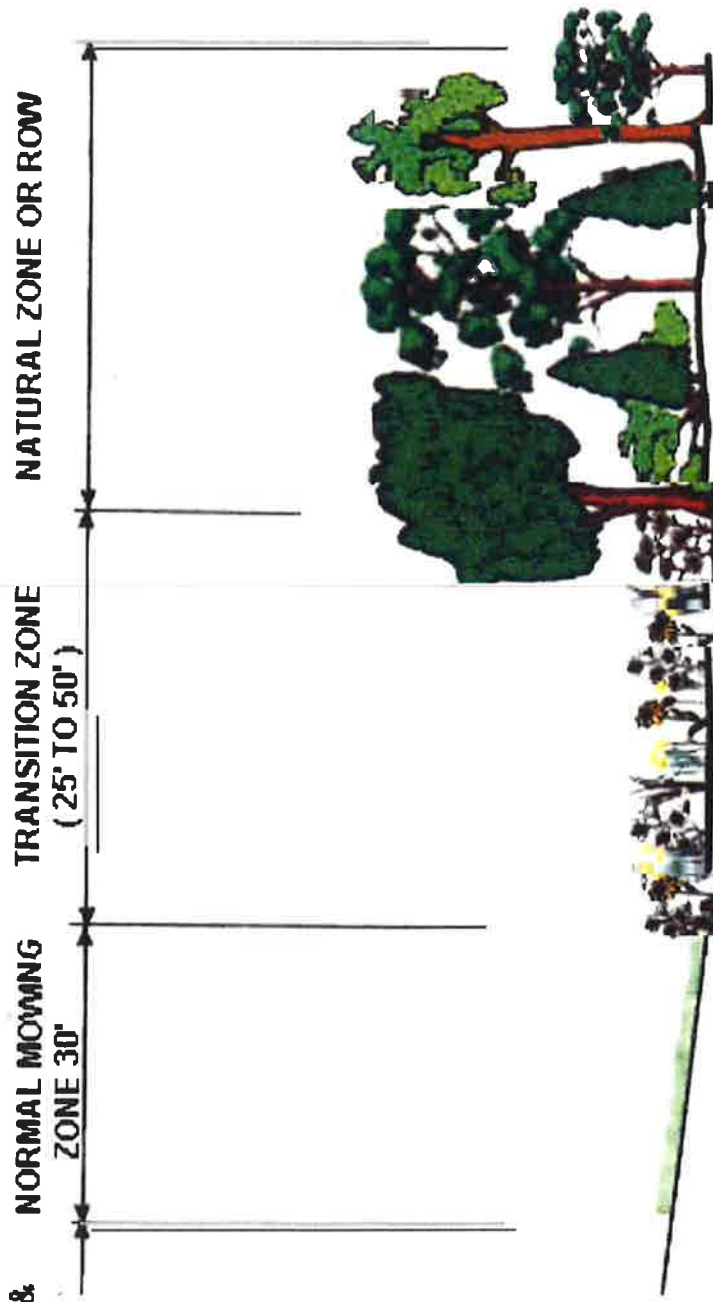 &
NORMAL MOWING
ZONE 30'
TRANSITION ZONE
( 25' TO 50' )
NATURAL ZONE OR ROW